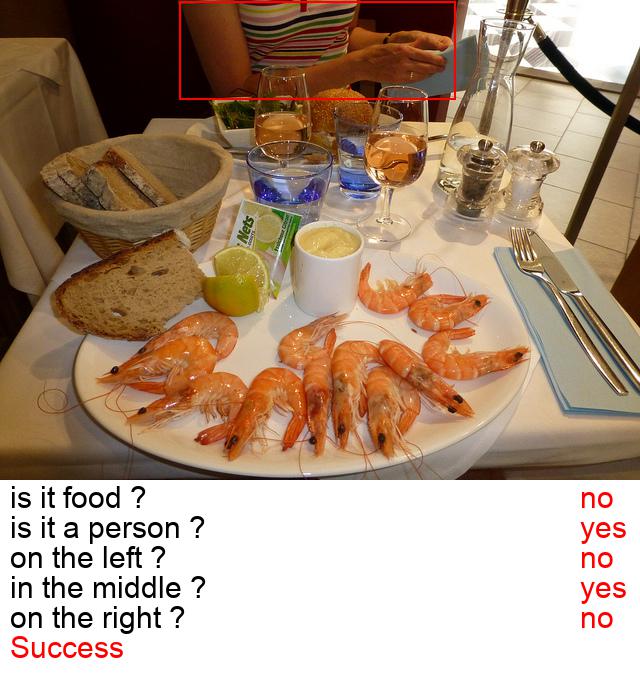 Nets
is it food ? no
is it a person ? yes
on the left ? no
in the middle ? yes
on the right ? no
Success